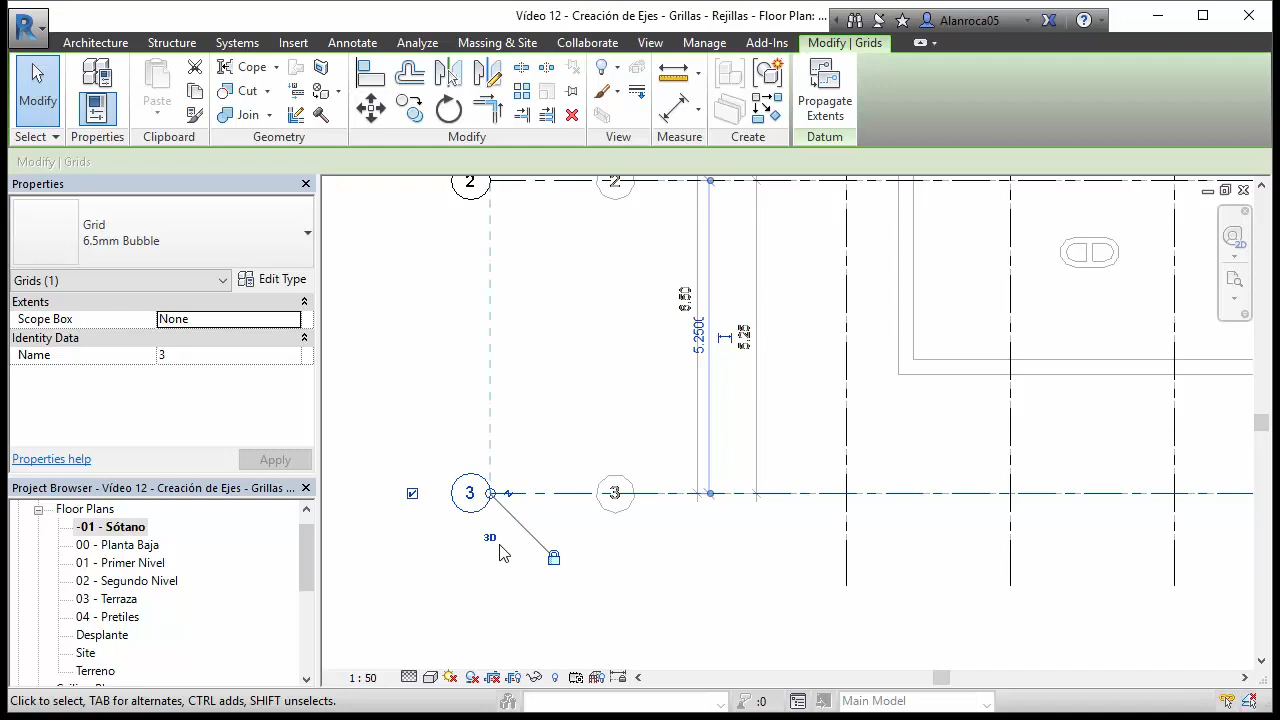 Vídeo 12 - Creación de Ejes - Grillas - Rejillas - Floor Plan: ...
Alanroca05
Architecture Structure Systems Insert Annotate Analyze Massing & Site Collaborate View Manage Add-Ins Modify | Grids
Modify
Paste
Cope
Cut
Join
Propagate
Extents
Select Properties Clipboard Geometry Modify View Measure Create Datum
Modify | Grids
Properties
Grid
6.5mm Bubble
Grids (1)
Edit Type
Extents
Scope Box None
Identity Data
Name 3
Properties help
Apply
Project Browser - Vídeo 12 - Creación de Ejes - Grillas ...
Floor Plans
-01 - Sótano
00 - Planta Baja
01 - Primer Nivel
02 - Segundo Nivel
03 - Terraza
04 - Pretiles
Desplante
Site
Terreno
2
2
2D
5.2500
5.25
3
3
3D
1 : 50
Click to select, TAB for alternates, CTRL adds, SHIFT unselects.
:0
Main Model